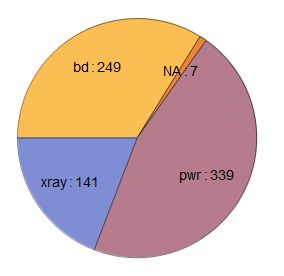 bd : 249
NA : 7
pwr : 339
xray : 141